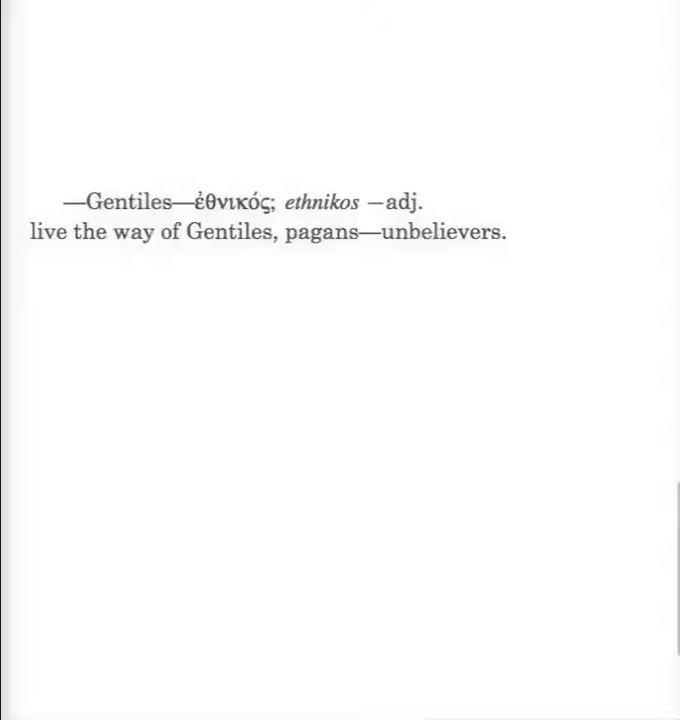 —Gentiles—ἐθνικός; ethnikos —adj.
live the way of Gentiles, pagans—unbelievers.